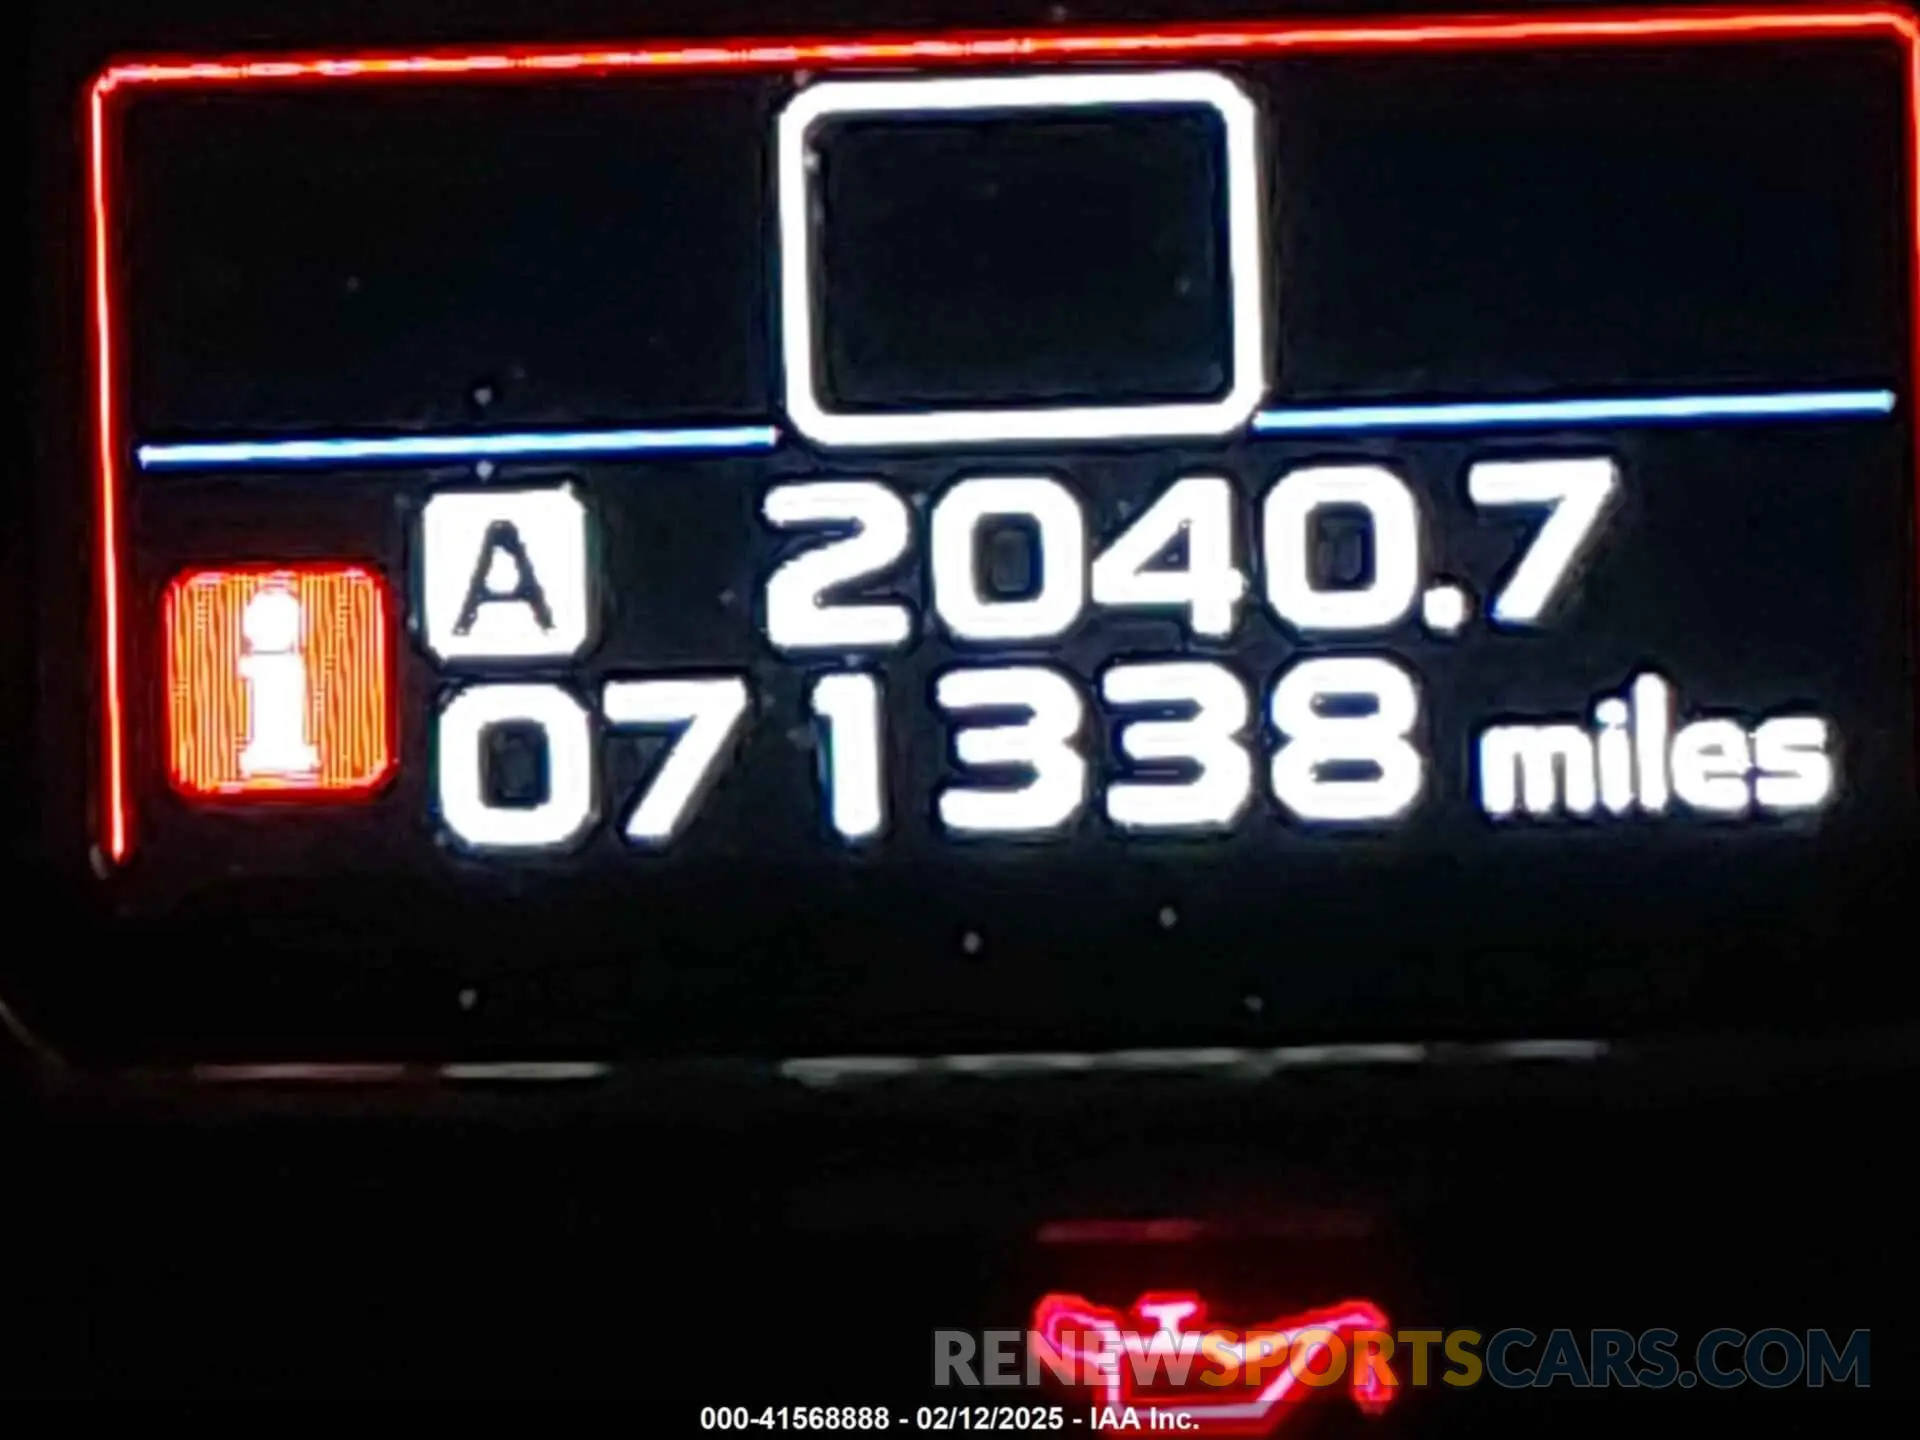 A 2040.7
i 071338 miles
RENEWSPORTSCARS.COM
000-41568888 - 02/12/2025 - IAA Inc.